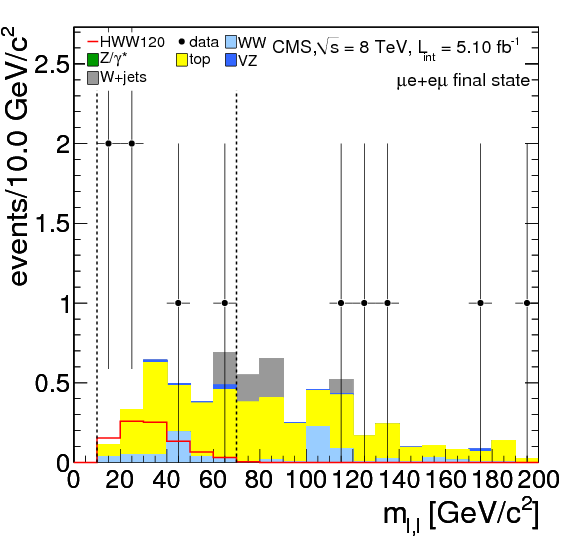 HWW120 data WW CMS,√s = 8 TeV, L_int = 5.10 fb⁻¹
Z/γ* top VZ
W+jets μe+eμ final state
events/10.0 GeV/c²
2.5
2
1.5
1
0.5
0
0 20 40 60 80 100 120 140 160 180 200
m_l,l [GeV/c²]